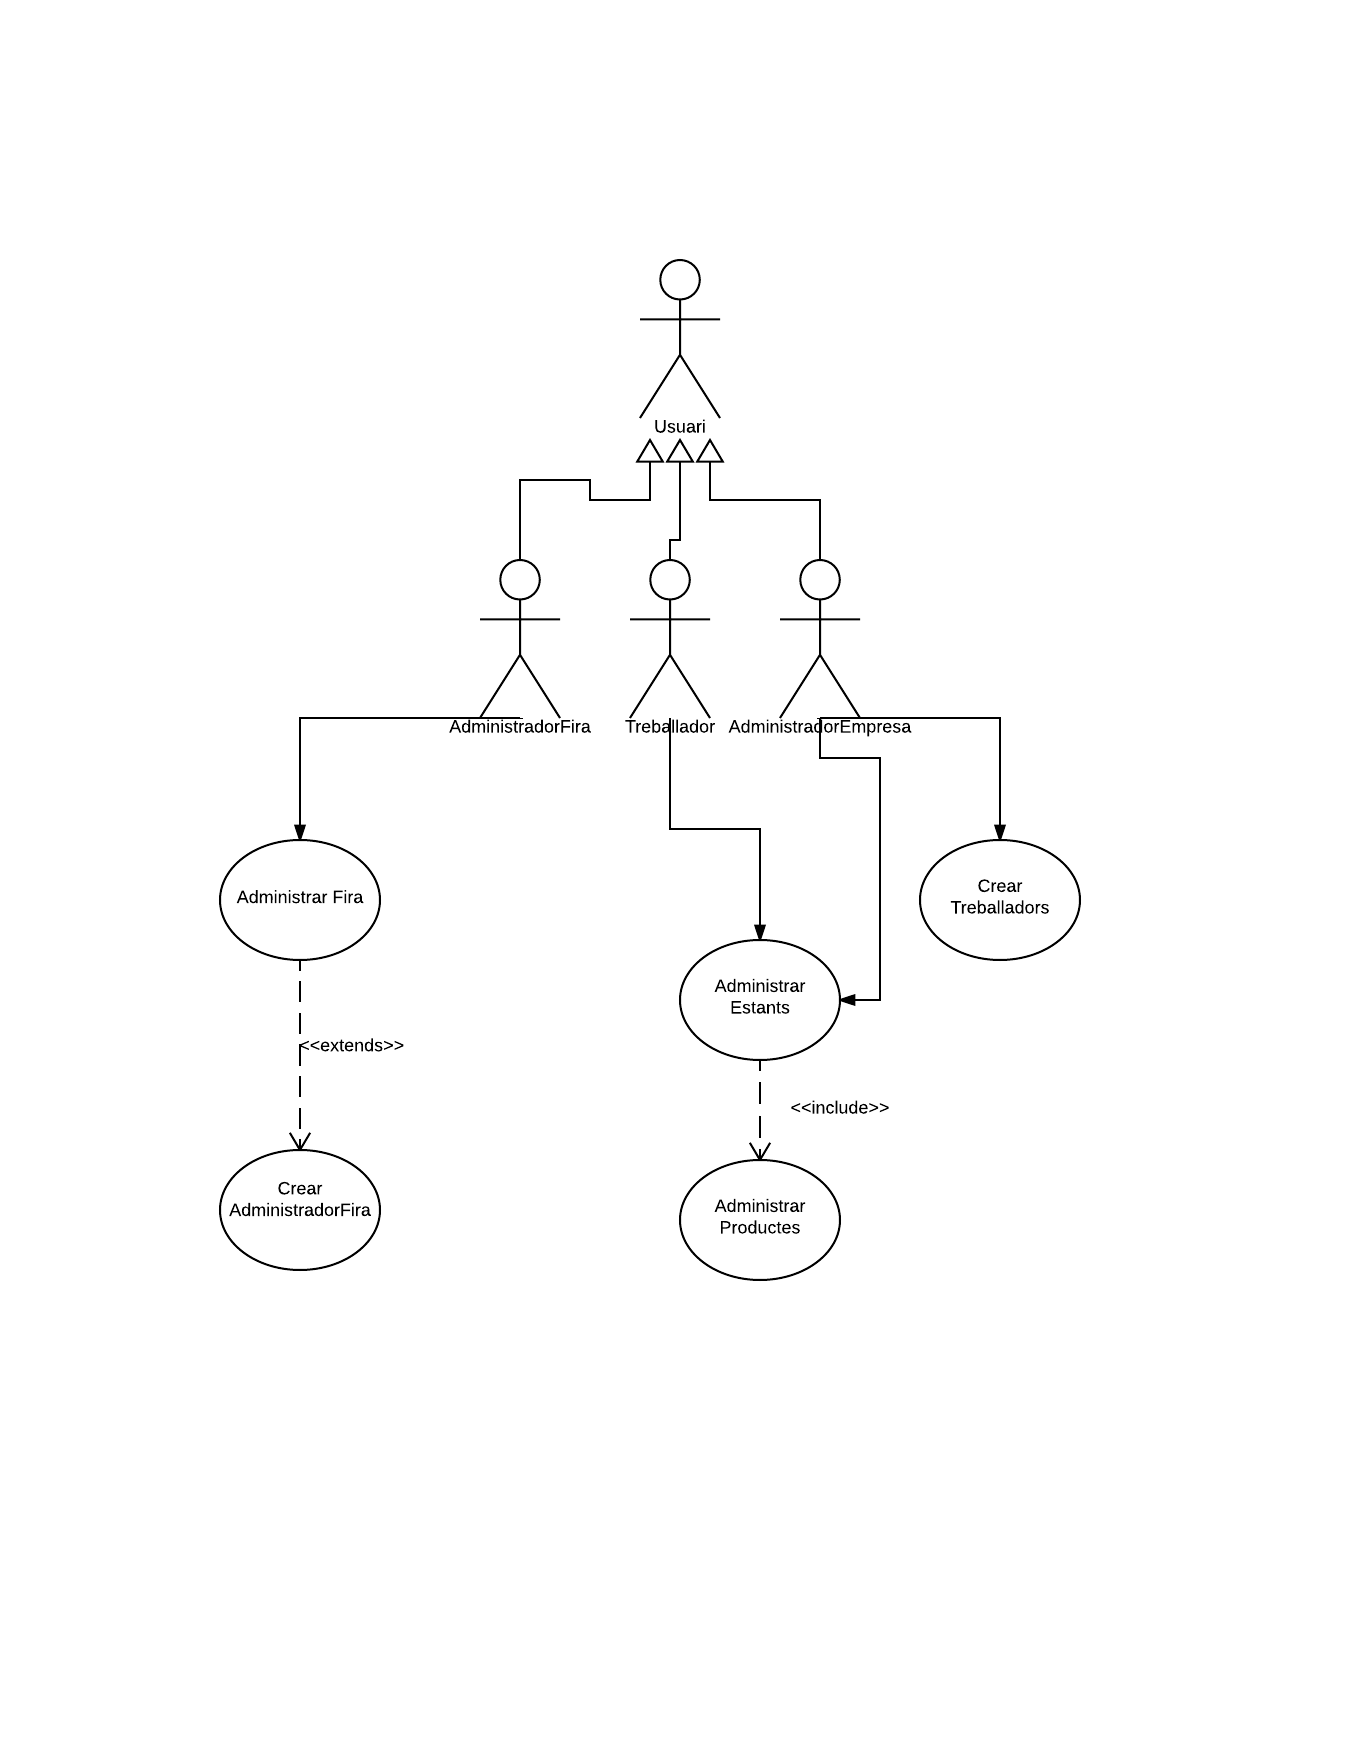 Usuari
AdministradorFira
Treballador
AdministradorEmpresa
Administrar Fira
Crear
Treballadors
Administrar
Estants
<<extends>>
<<include>>
Crear
AdministradorFira
Administrar
Productes